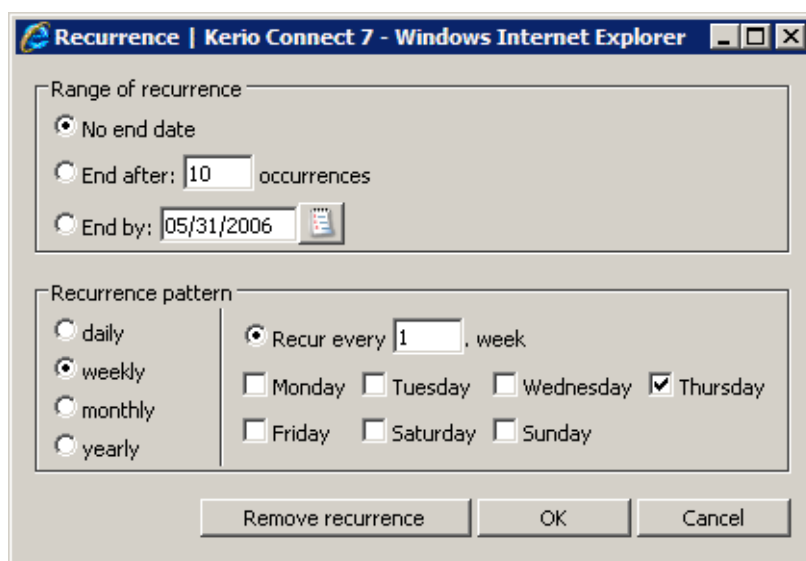 Recurrence | Kerio Connect 7 - Windows Internet Explorer
Range of recurrence
No end date
End after: 10 occurrences
End by: 05/31/2006
Recurrence pattern
daily
weekly
monthly
yearly
Recur every 1 . week
Monday Tuesday Wednesday Thursday
Friday Saturday Sunday
Remove recurrence OK Cancel